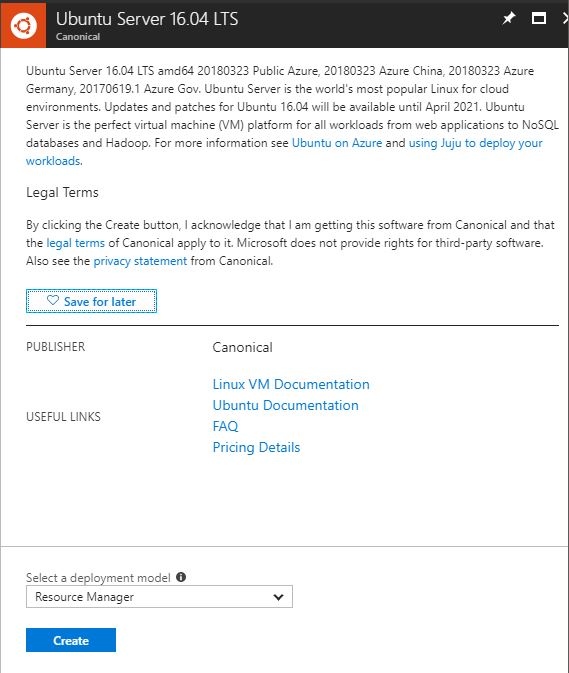 Ubuntu Server 16.04 LTS
Canonical
Ubuntu Server 16.04 LTS amd64 20180323 Public Azure, 20180323 Azure China, 20180323 Azure
Germany, 20170619.1 Azure Gov. Ubuntu Server is the world's most popular Linux for cloud
environments. Updates and patches for Ubuntu 16.04 will be available until April 2021. Ubuntu
Server is the perfect virtual machine (VM) platform for all workloads from web applications to NoSQL
databases and Hadoop. For more information see Ubuntu on Azure and using Juju to deploy your
workloads.
Legal Terms
By clicking the Create button, I acknowledge that I am getting this software from Canonical and that
the legal terms of Canonical apply to it. Microsoft does not provide rights for third-party software.
Also see the privacy statement from Canonical.
Save for later
PUBLISHER Canonical
USEFUL LINKS
Linux VM Documentation
Ubuntu Documentation
FAQ
Pricing Details
Select a deployment model
Resource Manager
Create